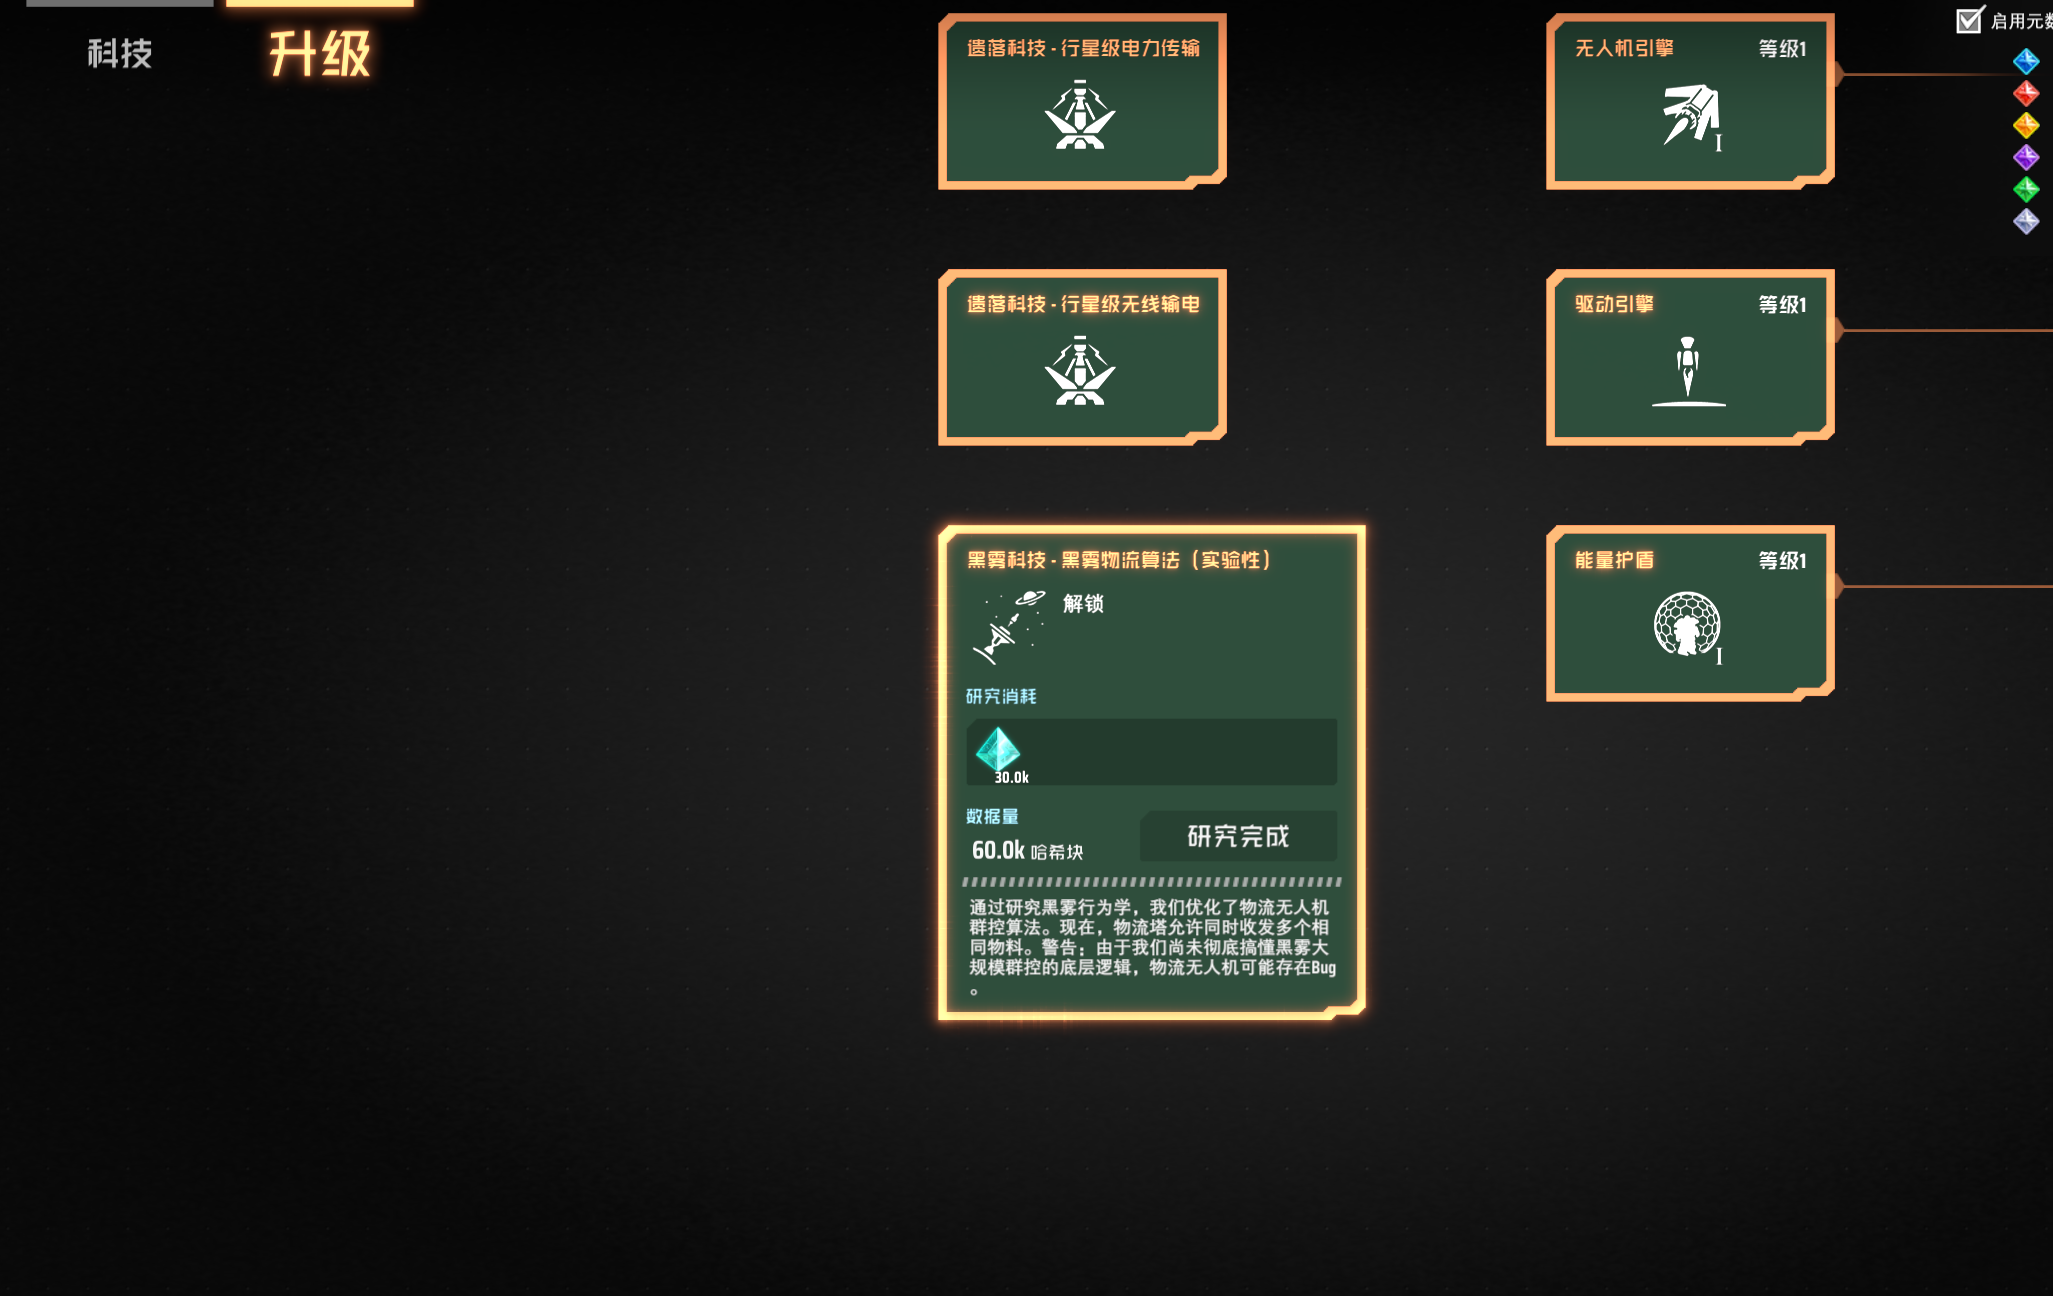 科技
升级
启用元数
遗落科技 - 行星级电力传输
无人机引擎 等级1
I
遗落科技 - 行星级无线输电
驱动引擎 等级1
黑雾科技 - 黑雾物流算法（实验性）
解锁
研究消耗
30.0k
数据量
60.0k 哈希块
研究完成
通过研究黑雾行为学，我们优化了物流无人机
群控算法。现在，物流塔允许同时收发多个相
同物料。警告：由于我们尚未彻底搞懂黑雾大
规模群控的底层逻辑，物流无人机可能存在Bug
。
能量护盾 等级1
I